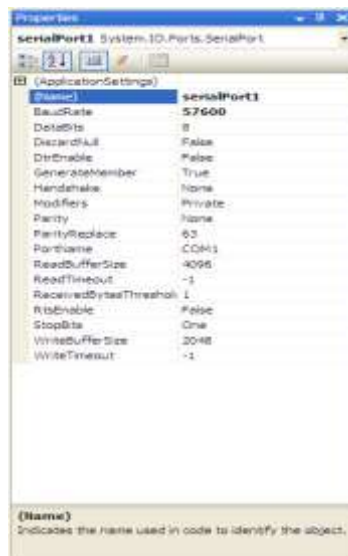 Properties
serialPort1 System.IO.Ports.SerialPort
(ApplicationSettings)
(Name) serialPort1
BaudRate 57600
DataBits 8
DiscardNull False
DtrEnable False
GenerateMember True
Handshake None
Modifiers Private
Parity None
ParityReplace 63
PortName COM1
ReadBufferSize 4096
ReadTimeout -1
ReceivedBytesThreshol 1
RtsEnable False
StopBits One
WriteBufferSize 2048
WriteTimeout -1
(Name)
Indicates the name used in code to identify the object.